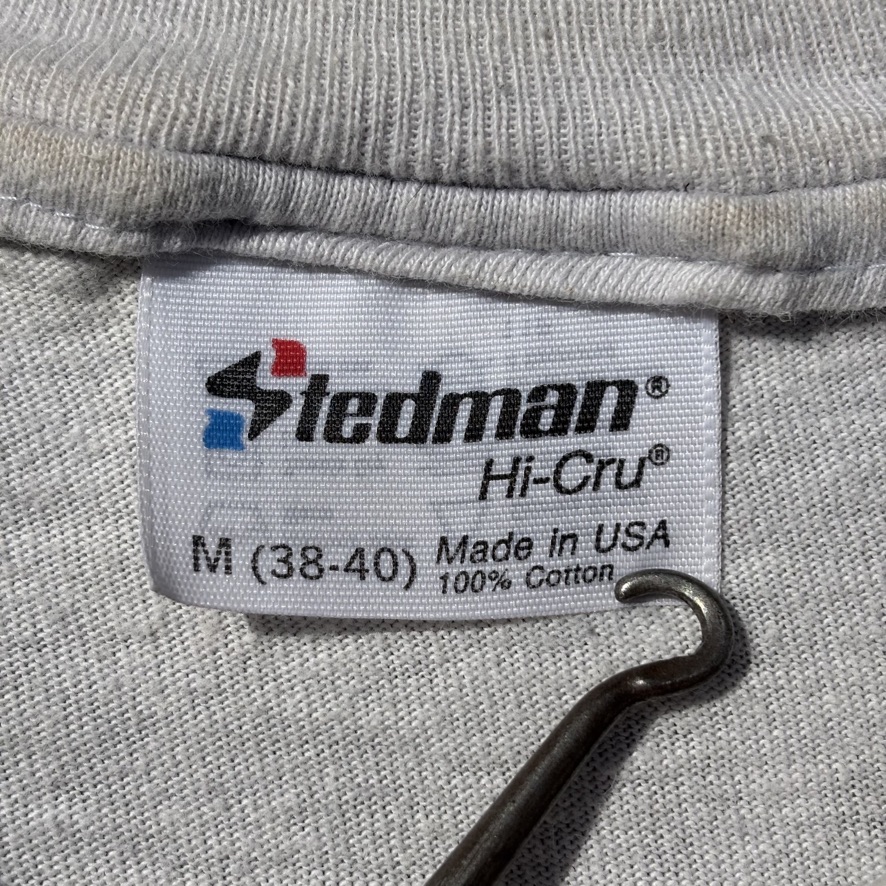 Stedman®
Hi-Cru®
M (38-40)
Made in USA
100% Cotton